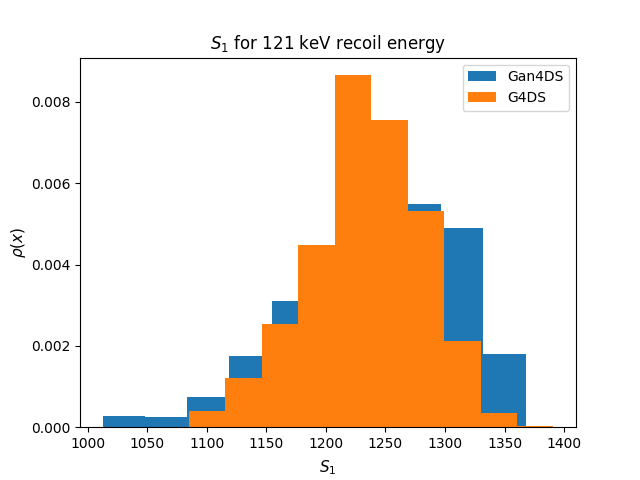 S₁ for 121 keV recoil energy
Gan4DS
G4DS
ρ(x)
0.008
0.006
0.004
0.002
0.000
1000 1050 1100 1150 1200 1250 1300 1350 1400
S₁